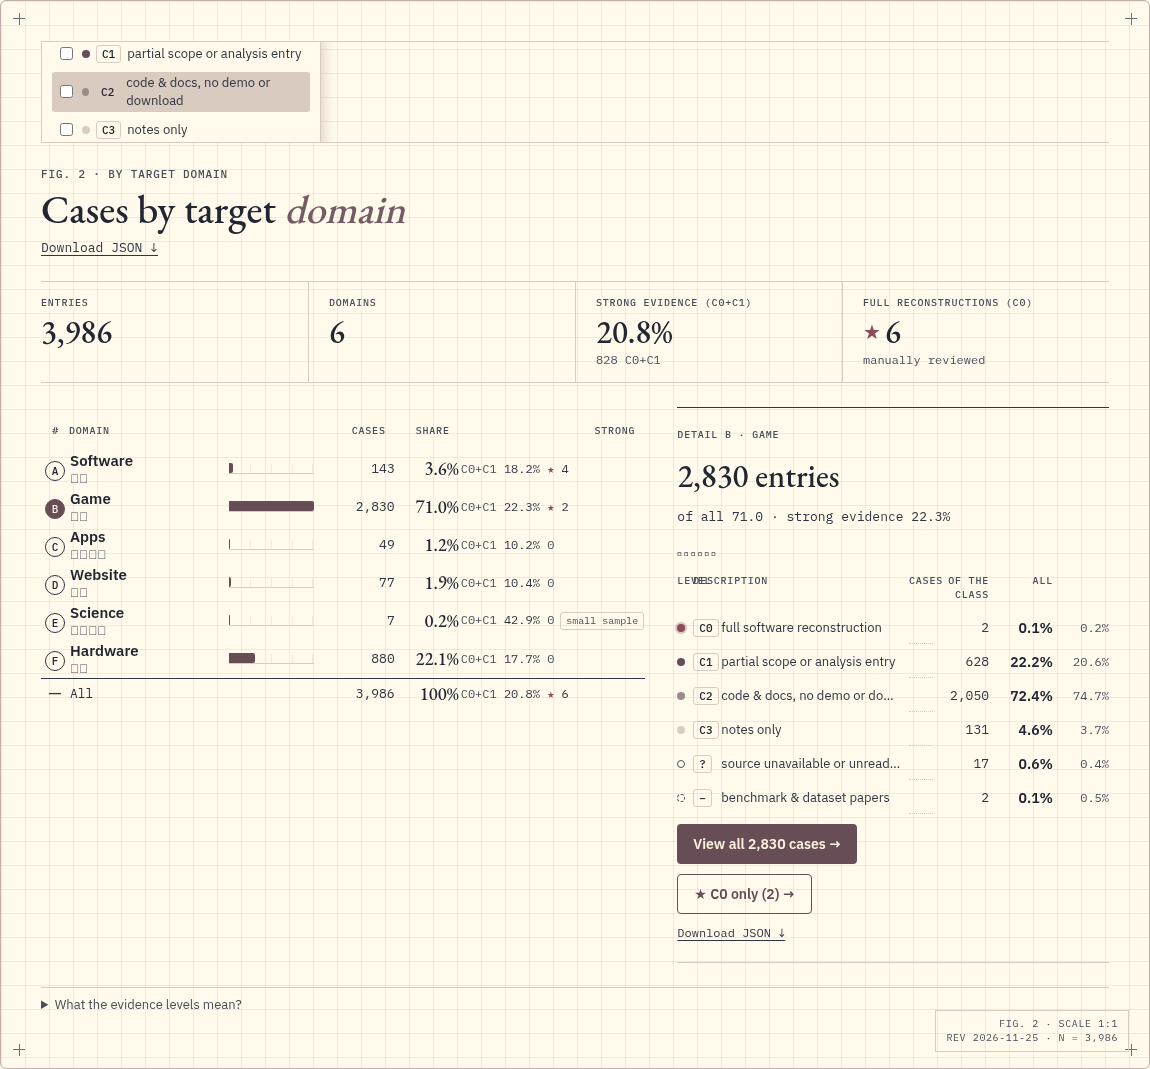 C1 partial scope or analysis entry
C2 code & docs, no demo or
download
C3 notes only
FIG. 2 · BY TARGET DOMAIN
Cases by target domain
Download JSON ↓
ENTRIES
3,986
DOMAINS
6
STRONG EVIDENCE (C0+C1)
20.8%
828 C0+C1
FULL RECONSTRUCTIONS (C0)
★ 6
manually reviewed
# DOMAIN CASES SHARE STRONG
A Software 143 3.6% C0+C1 18.2% ★ 4
B Game 2,830 71.0% C0+C1 22.3% ★ 2
C Apps 49 1.2% C0+C1 10.2% 0
D Website 77 1.9% C0+C1 10.4% 0
E Science 7 0.2% C0+C1 42.9% 0 small sample
F Hardware 880 22.1% C0+C1 17.7% 0
— All 3,986 100% C0+C1 20.8% ★ 6
DETAIL B · GAME
2,830 entries
of all 71.0 · strong evidence 22.3%
LEVEL DESCRIPTION CASES OF THE ALL
CLASS
C0 full software reconstruction 2 0.1% 0.2%
C1 partial scope or analysis entry 628 22.2% 20.6%
C2 code & docs, no demo or do… 2,050 72.4% 74.7%
C3 notes only 131 4.6% 3.7%
? source unavailable or unread… 17 0.6% 0.4%
– benchmark & dataset papers 2 0.1% 0.5%
View all 2,830 cases →
★ C0 only (2) →
Download JSON ↓
▶ What the evidence levels mean?
FIG. 2 · SCALE 1:1
REV 2026-11-25 · N = 3,986